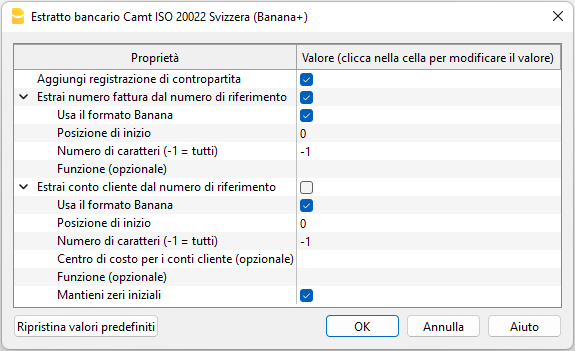 Estratto bancario Camt ISO 20022 Svizzera (Banana+)
Proprietà Valore (clicca nella cella per modificare il valore)
Aggiungi registrazione di contropartita
Estrai numero fattura dal numero di riferimento
Usa il formato Banana
Posizione di inizio 0
Numero di caratteri (-1 = tutti) -1
Funzione (opzionale)
Estrai conto cliente dal numero di riferimento
Usa il formato Banana
Posizione di inizio 0
Numero di caratteri (-1 = tutti) -1
Centro di costo per i conti cliente (opzionale)
Funzione (opzionale)
Mantieni zeri iniziali
Ripristina valori predefiniti OK Annulla Aiuto